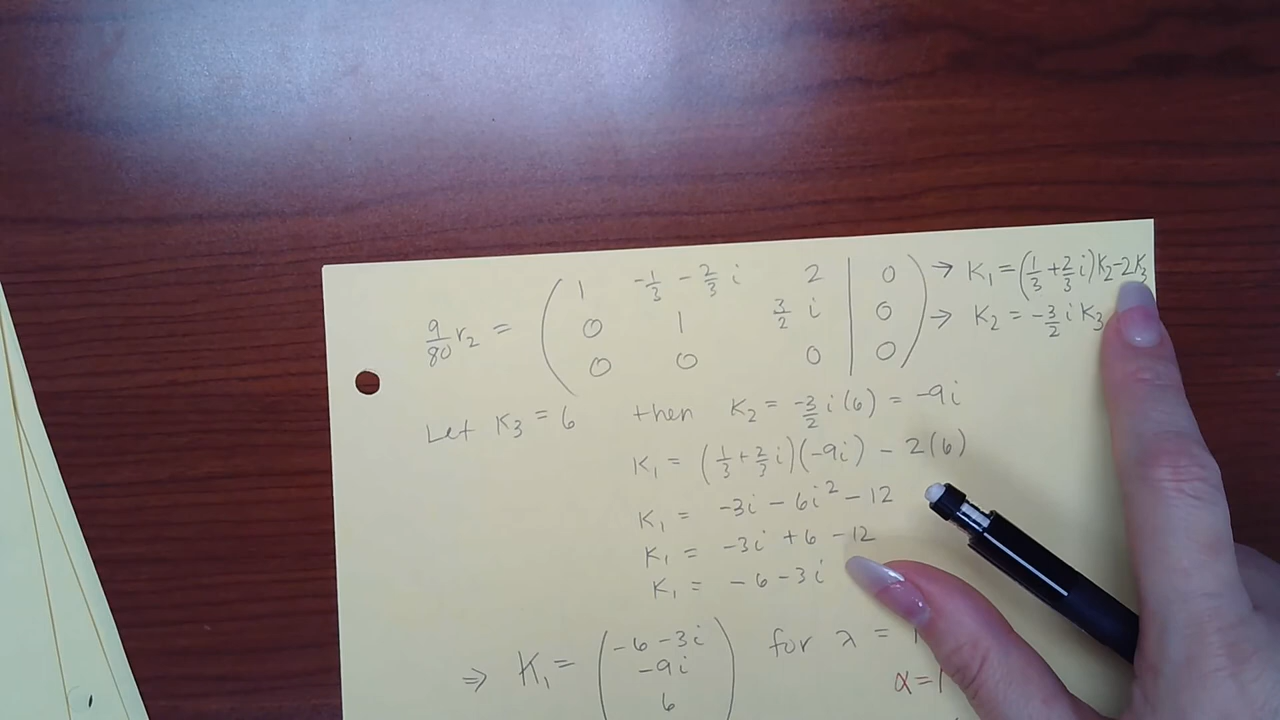 9/80 r₂ = ( 1 -1/3 - 2/3 i 2 | 0 ) → K₁ = (1/3 + 2/3 i)K₂ - 2K₃
( 0 1 3/2 i | 0 ) → K₂ = -3/2 i K₃
( 0 0 0 | 0 )
Let K₃ = 6 then K₂ = -3/2 i (6) = -9i
K₁ = (1/3 + 2/3 i)(-9i) - 2(6)
K₁ = -3i - 6i² - 12
K₁ = -3i + 6 - 12
K₁ = -6 - 3i
⇒ K₁ = ( -6 - 3i ) for λ =
( -9i ) α = 1
( 6 )